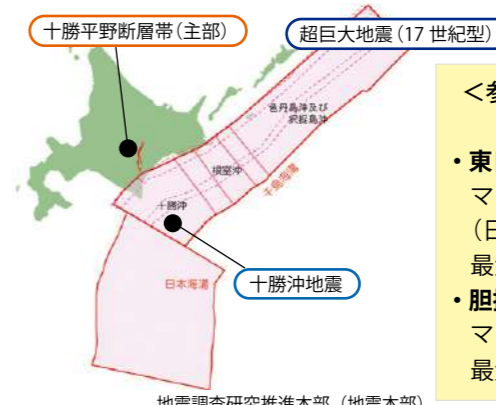 十勝平野断層帯(主部)
超巨大地震(17 世紀型)
色丹島沖及び
択捉島沖
根室沖
千島海溝
十勝沖
十勝沖地震
日本海溝
地震調査研究推進本部(地震本部)
<参
・東
マ
(日
最
・胆
マ
最